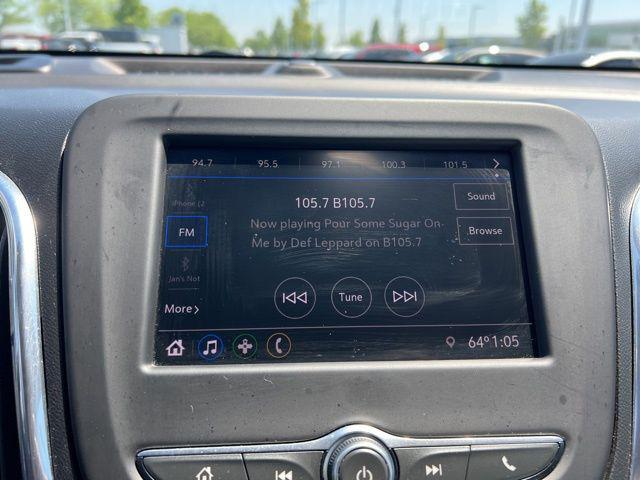 94.7 95.5 97.1 100.3 101.5
iPhone (2
105.7 B105.7
Sound
FM
Now playing Pour Some Sugar On
Me by Def Leppard on B105.7
Browse
Jan's Not
More
Tune
64° 1:05